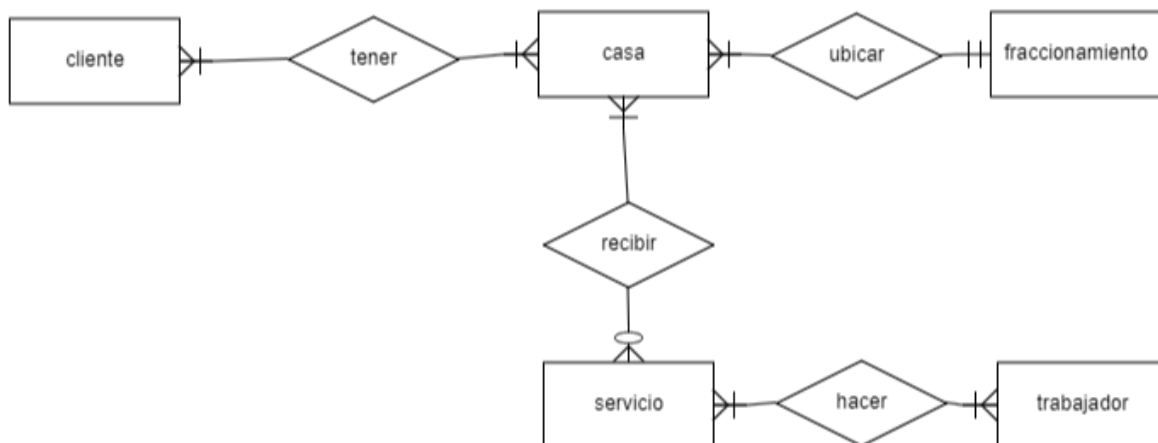 cliente
tener
casa
ubicar
fraccionamiento
recibir
servicio
hacer
trabajador